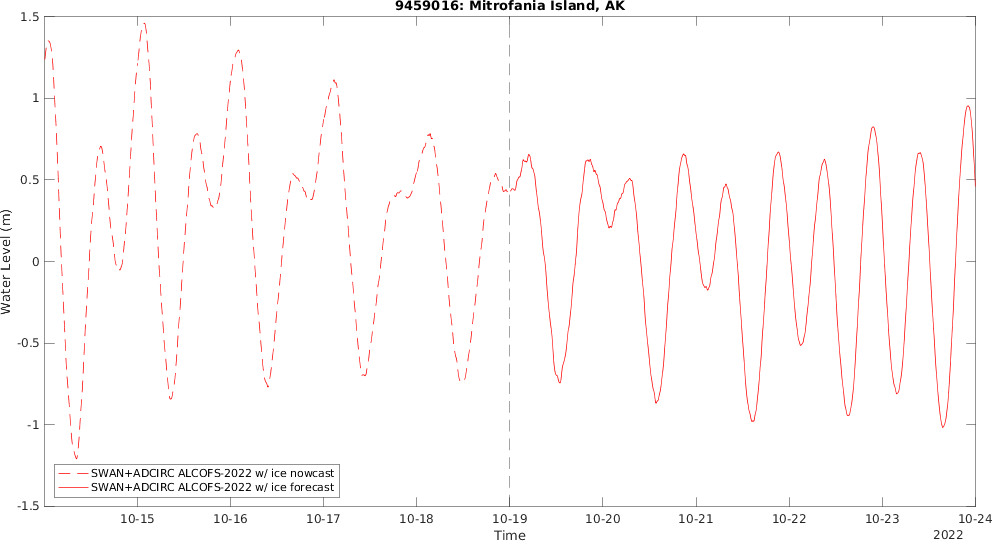 9459016: Mitrofania Island, AK
1.5
1
0.5
0
-0.5
-1
-1.5
Water Level (m)
SWAN+ADCIRC ALCOFS-2022 w/ ice nowcast
SWAN+ADCIRC ALCOFS-2022 w/ ice forecast
10-15 10-16 10-17 10-18 10-19 10-20 10-21 10-22 10-23 10-24
Time
2022